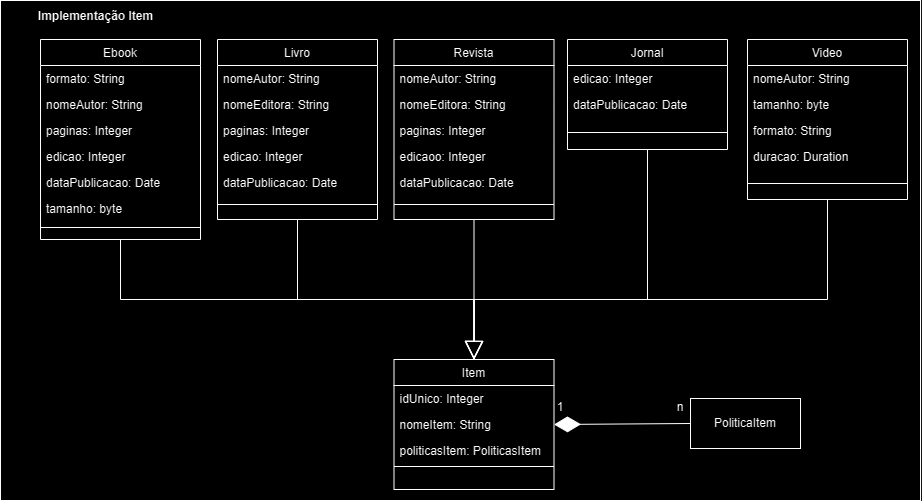 Implementação Item
Ebook
formato: String
nomeAutor: String
paginas: Integer
edicao: Integer
dataPublicacao: Date
tamanho: byte
Livro
nomeAutor: String
nomeEditora: String
paginas: Integer
edicao: Integer
dataPublicacao: Date
Revista
nomeAutor: String
nomeEditora: String
paginas: Integer
edicaoo: Integer
dataPublicacao: Date
Jornal
edicao: Integer
dataPublicacao: Date
Video
nomeAutor: String
tamanho: byte
formato: String
duracao: Duration
Item
idUnico: Integer
nomeItem: String
politicasItem: PoliticasItem
1
n
PoliticaItem